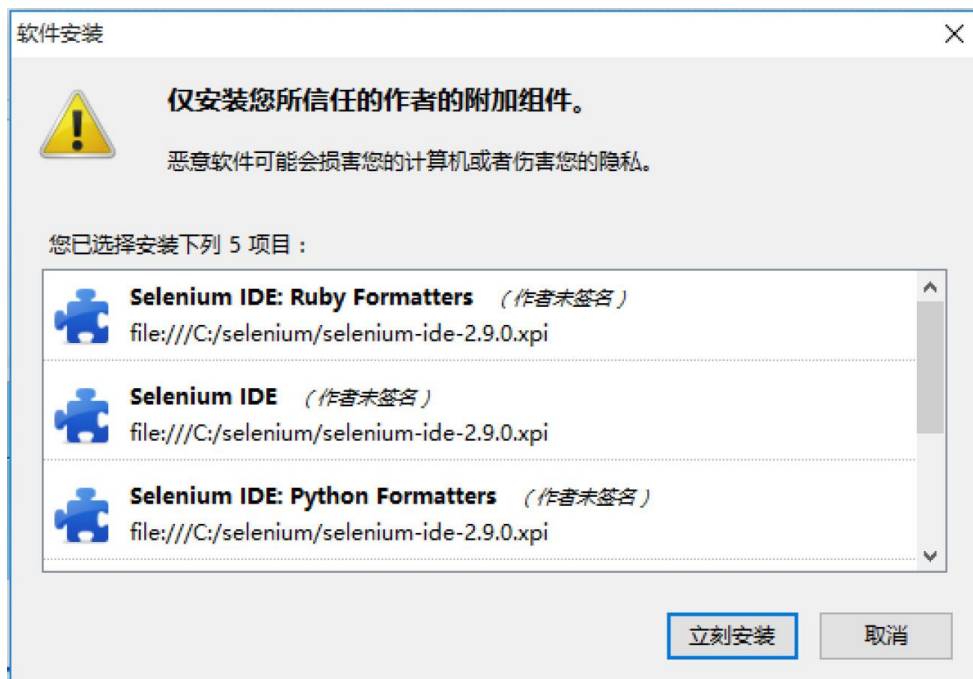 软件安装
仅安装您所信任的作者的附加组件。
恶意软件可能会损害您的计算机或者伤害您的隐私。
您已选择安装下列 5 项目：
Selenium IDE: Ruby Formatters （作者未签名）
file:///C:/selenium/selenium-ide-2.9.0.xpi
Selenium IDE （作者未签名）
file:///C:/selenium/selenium-ide-2.9.0.xpi
Selenium IDE: Python Formatters （作者未签名）
file:///C:/selenium/selenium-ide-2.9.0.xpi
立刻安装 取消